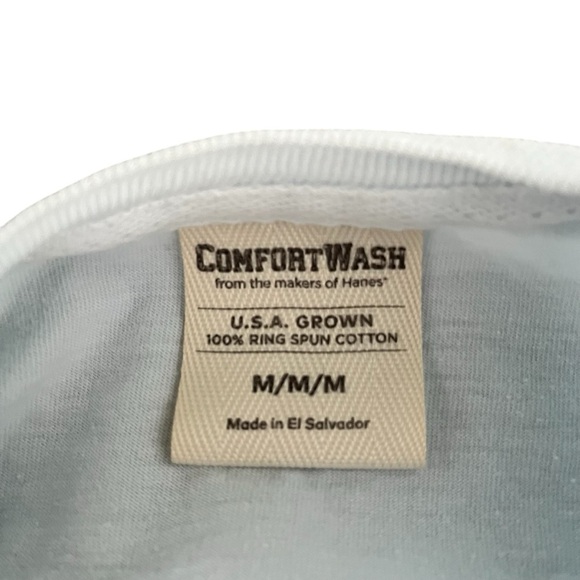 COMFORTWASH
from the makers of Hanes®
U.S.A. GROWN
100% RING SPUN COTTON
M/M/M
Made in El Salvador